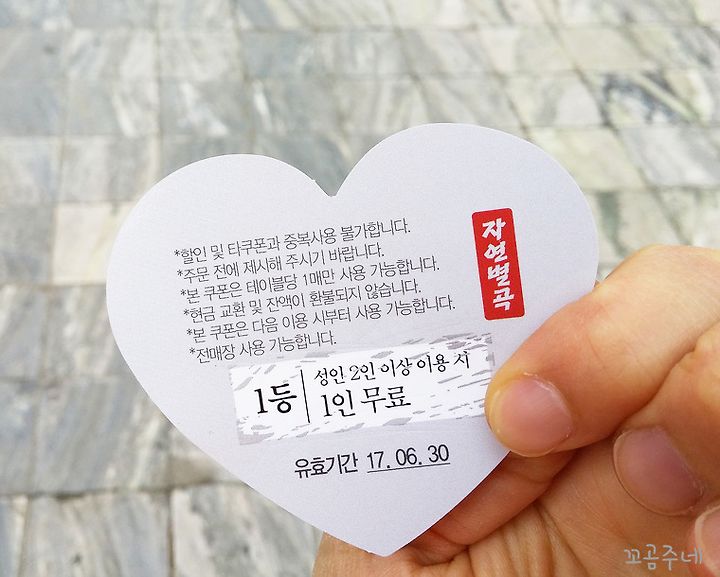 *할인 및 타쿠폰과 중복사용 불가합니다.
*주문 전에 제시해 주시기 바랍니다.
*본 쿠폰은 테이블당 1매만 사용 가능합니다.
*현금 교환 및 잔액이 환불되지 않습니다.
*본 쿠폰은 다음 이용 시부터 사용 가능합니다.
*전매장 사용 가능합니다.
자연별곡
1등
성인 2인 이상 이용 시
1인 무료
유효기간 17. 06. 30
꼬곰주네